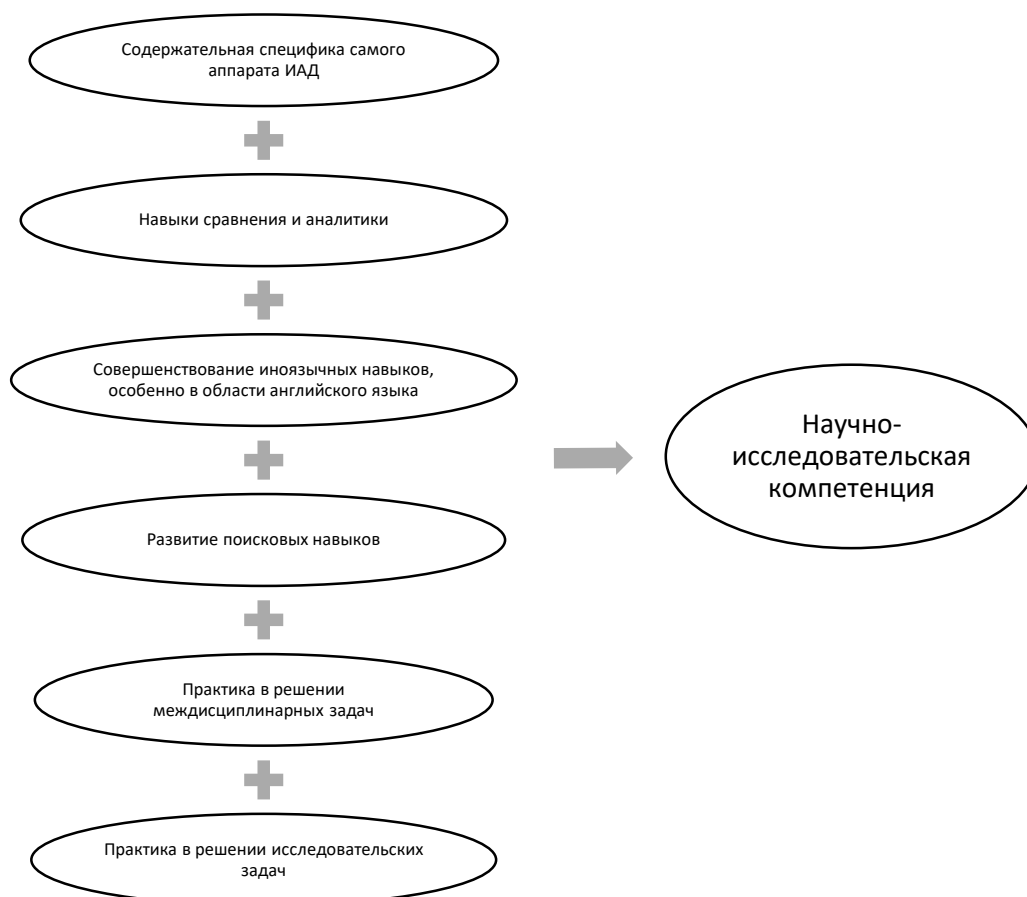 Содержательная специфика самого
аппарата ИАД
Навыки сравнения и аналитики
Совершенствование иноязычных навыков,
особенно в области английского языка
Развитие поисковых навыков
Практика в решении
междисциплинарных задач
Практика в решении исследовательских
задач
Научно-
исследовательская
компетенция